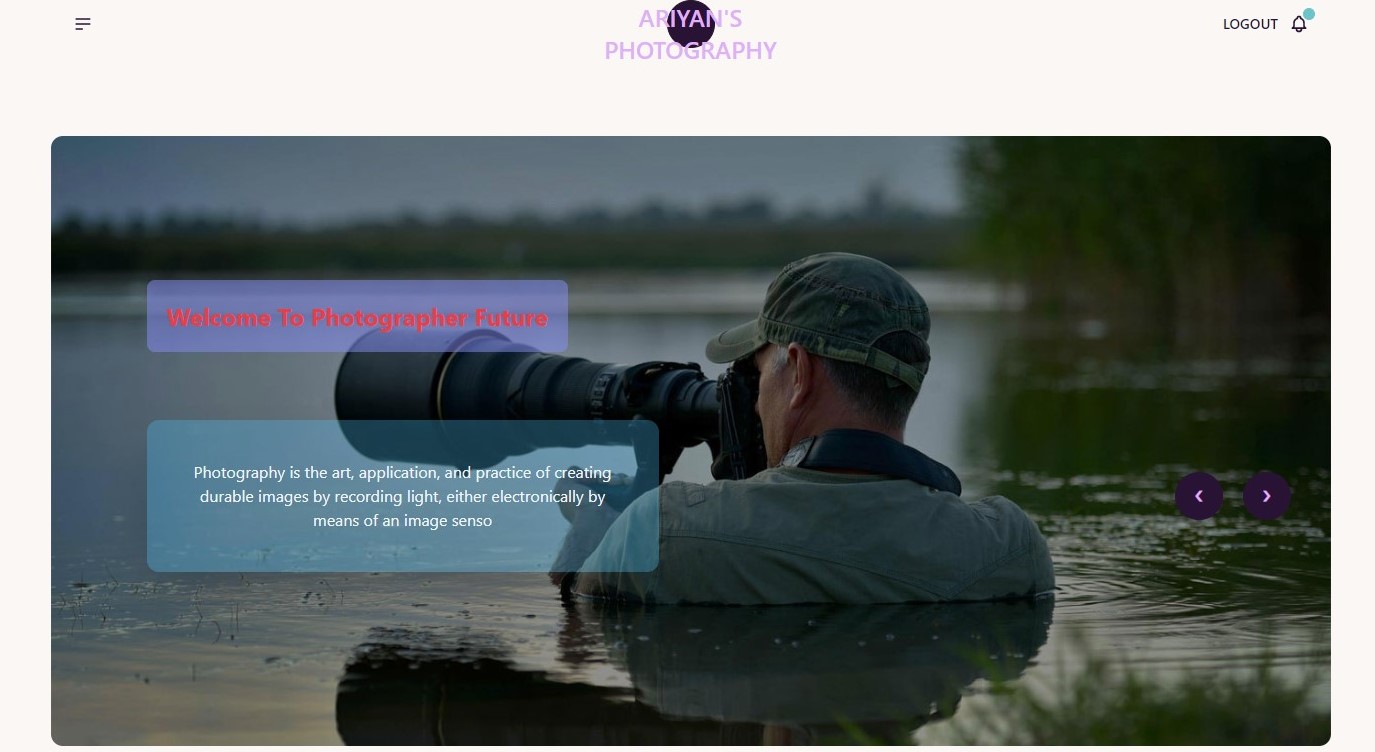 ARIYAN'S
PHOTOGRAPHY
LOGOUT
Welcome To Photographer Future
Photography is the art, application, and practice of creating
durable images by recording light, either electronically by
means of an image senso